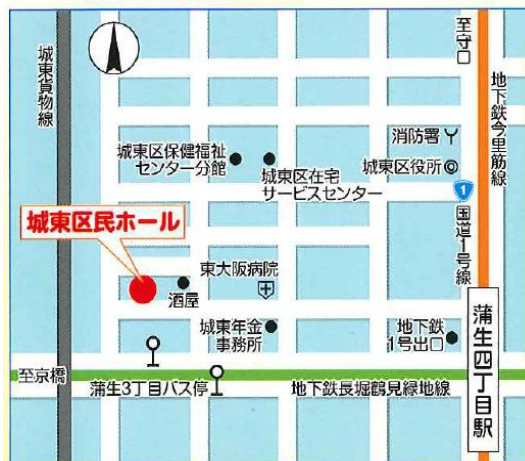 城東貨物線
至守口
地下鉄今里筋線
消防署
城東区役所
城東区保健福祉
センター分館
城東区在宅
サービスセンター
1
国道1号線
城東区民ホール
東大阪病院
酒屋
城東年金
事務所
地下鉄
1号出口
蒲生四丁目駅
至京橋
蒲生3丁目バス停
地下鉄長堀鶴見緑地線